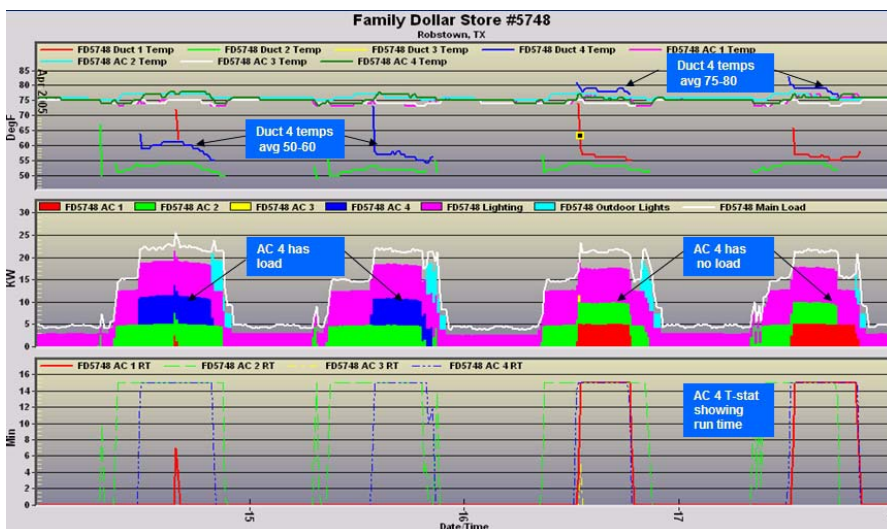 Family Dollar Store #5748
Robstown, TX
FD5748 Duct 1 Temp FD5748 Duct 2 Temp FD5748 Duct 3 Temp FD5748 Duct 4 Temp FD5748 AC 1 Temp
FD5748 AC 2 Temp FD5748 AC 3 Temp FD5748 AC 4 Temp
DegF
85
80
75
70
65
60
55
50
Duct 4 temps
avg 50-60
Duct 4 temps
avg 75-80
FD5748 AC 1 FD5748 AC 2 FD5748 AC 3 FD5748 AC 4 FD5748 Lighting FD5748 Outdoor Lights FD5748 Main Load
KW
30
25
20
15
10
5
0
AC 4 has
load
AC 4 has
no load
FD5748 AC 1 RT FD5748 AC 2 RT FD5748 AC 3 RT FD5748 AC 4 RT
Min
16
14
12
10
8
6
4
2
0
AC 4 T-stat
showing
run time
15 16 17
Date/Time